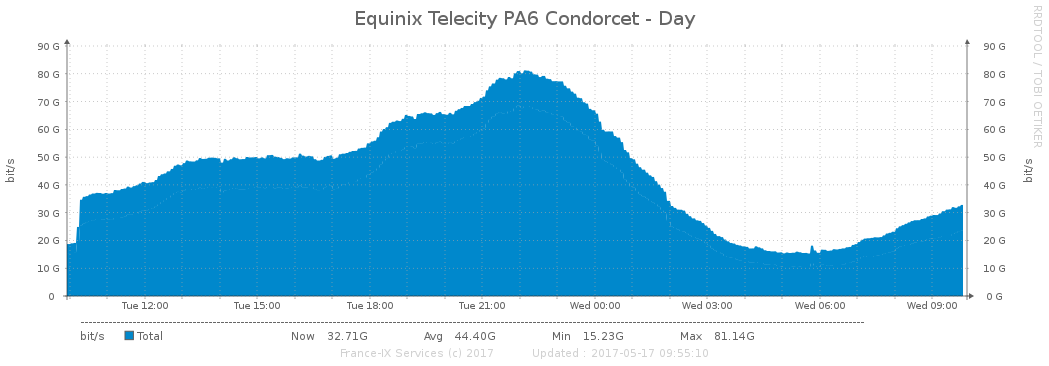 Equinix Telecity PA6 Condorcet - Day
RRDTOOL / TOBI OETIKER
90 G 90 G
80 G 80 G
70 G 70 G
60 G 60 G
50 G 50 G
40 G 40 G
30 G 30 G
20 G 20 G
10 G 10 G
0 0 G
bit/s
bit/s
Tue 12:00 Tue 15:00 Tue 18:00 Tue 21:00 Wed 00:00 Wed 03:00 Wed 06:00 Wed 09:00
bit/s Total Now 32.71G Avg 44.40G Min 15.23G Max 81.14G
France-IX Services (c) 2017 Updated : 2017-05-17 09:55:10